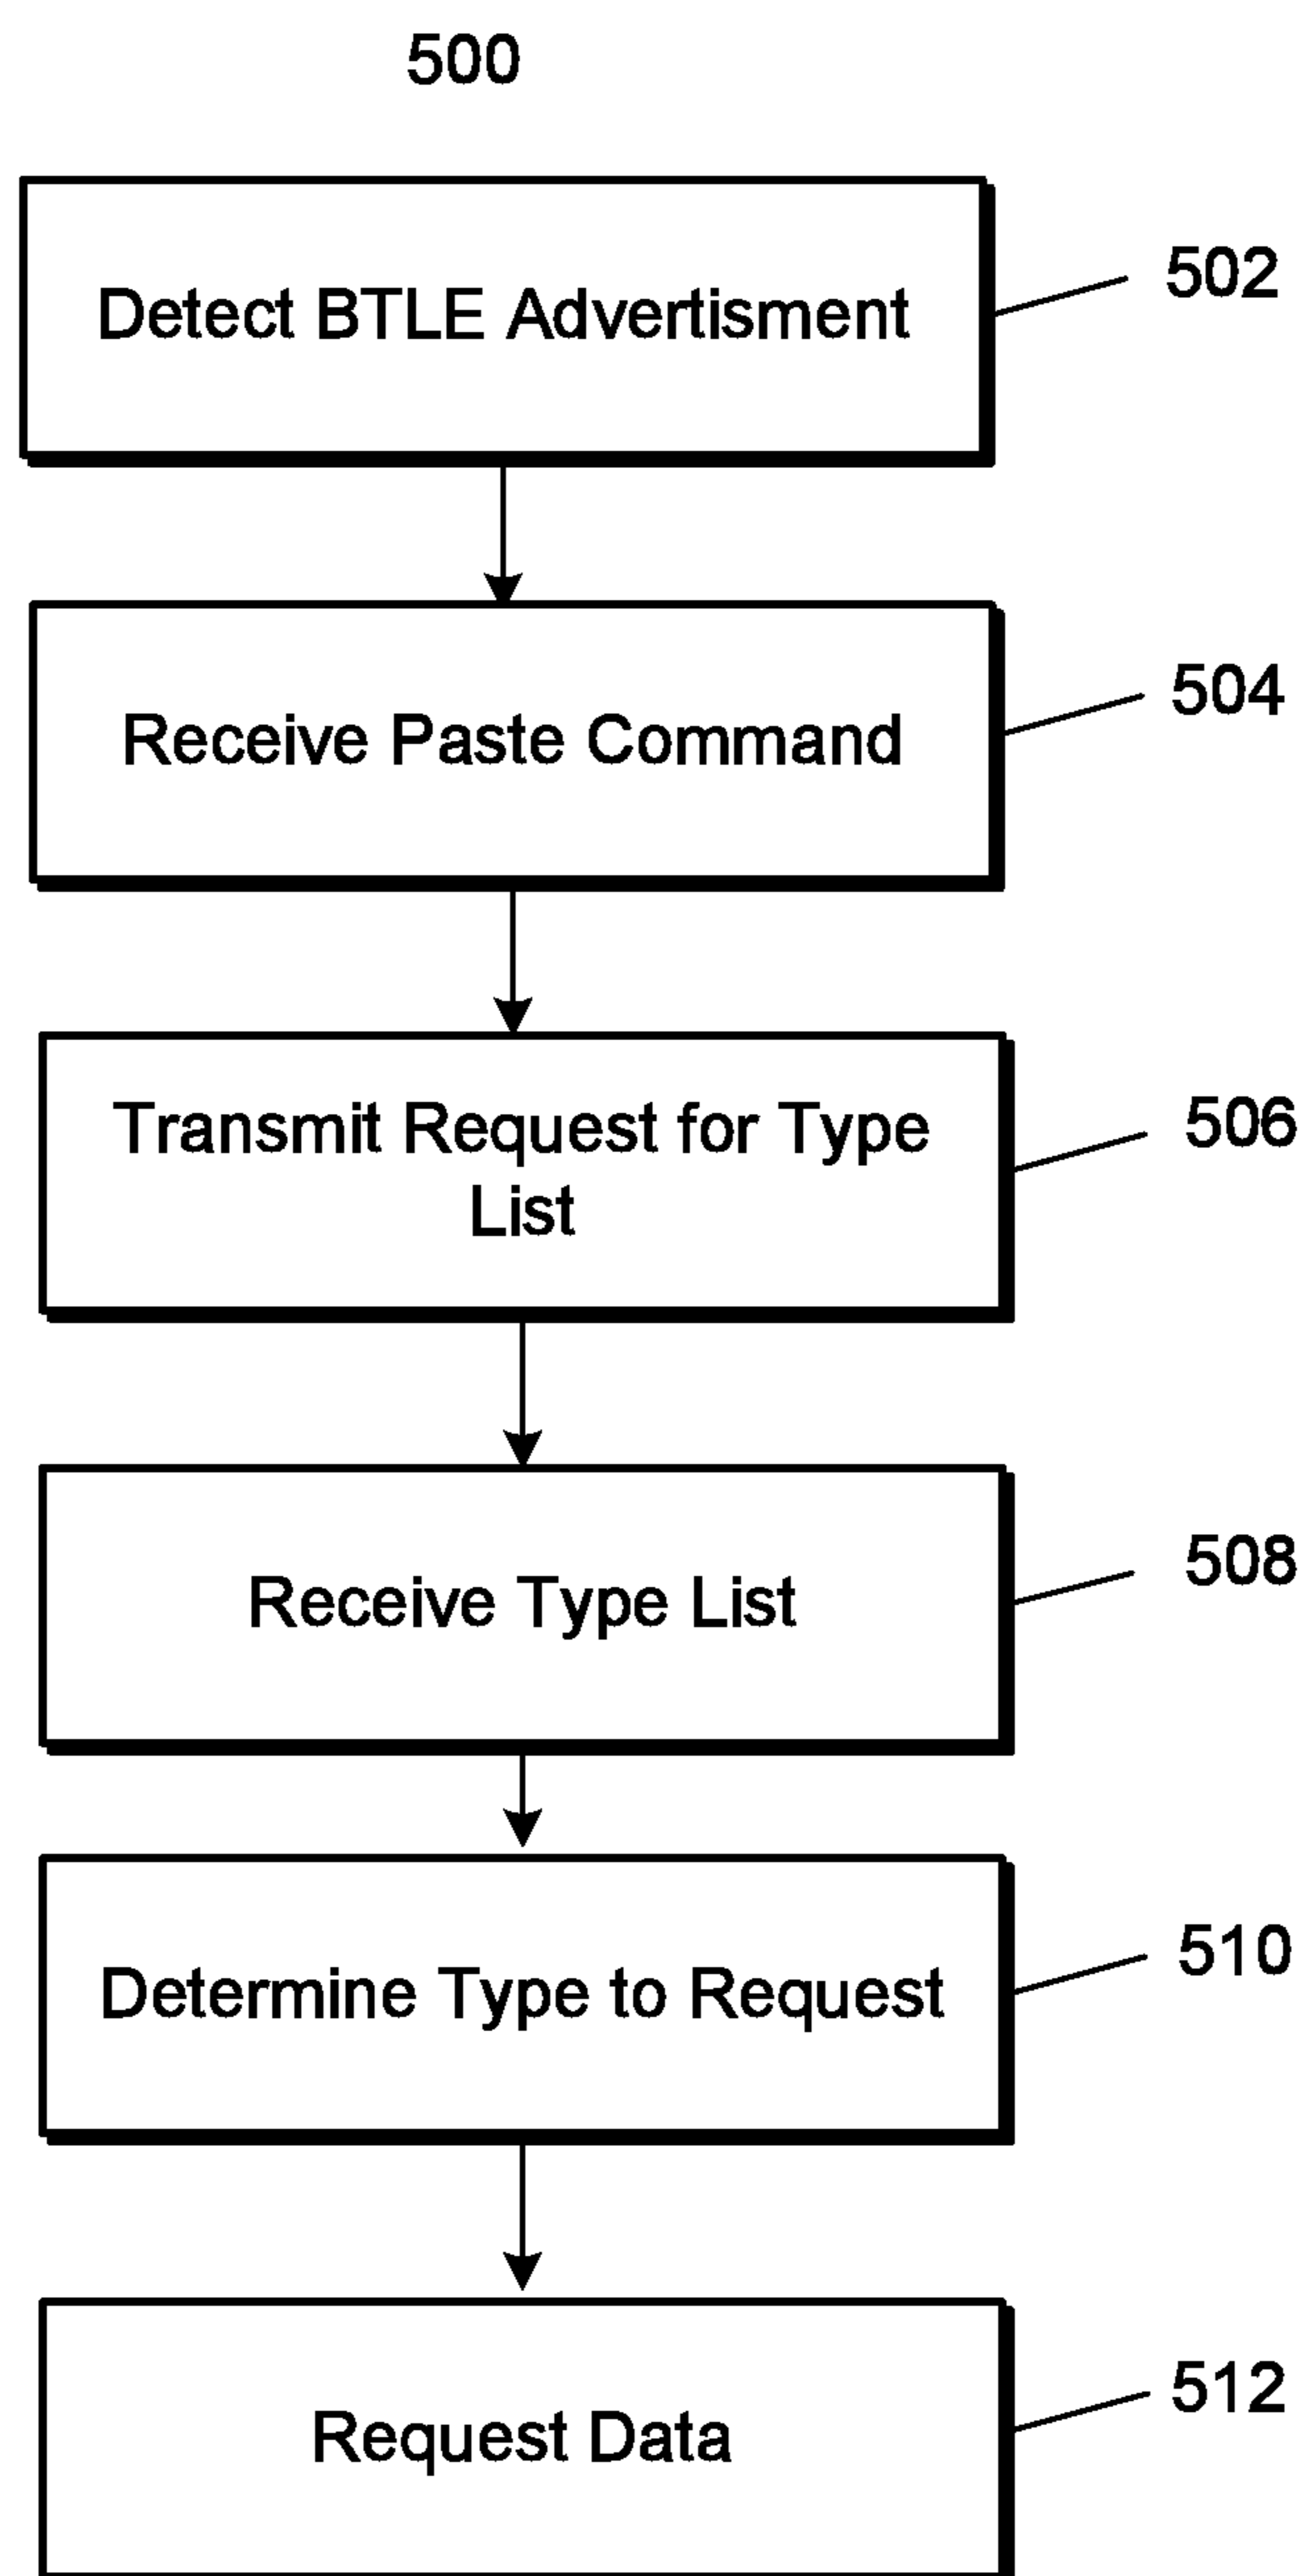 500
Detect BTLE Advertisment
502
Receive Paste Command
504
Transmit Request for Type
List
506
Receive Type List
508
Determine Type to Request
510
Request Data
512